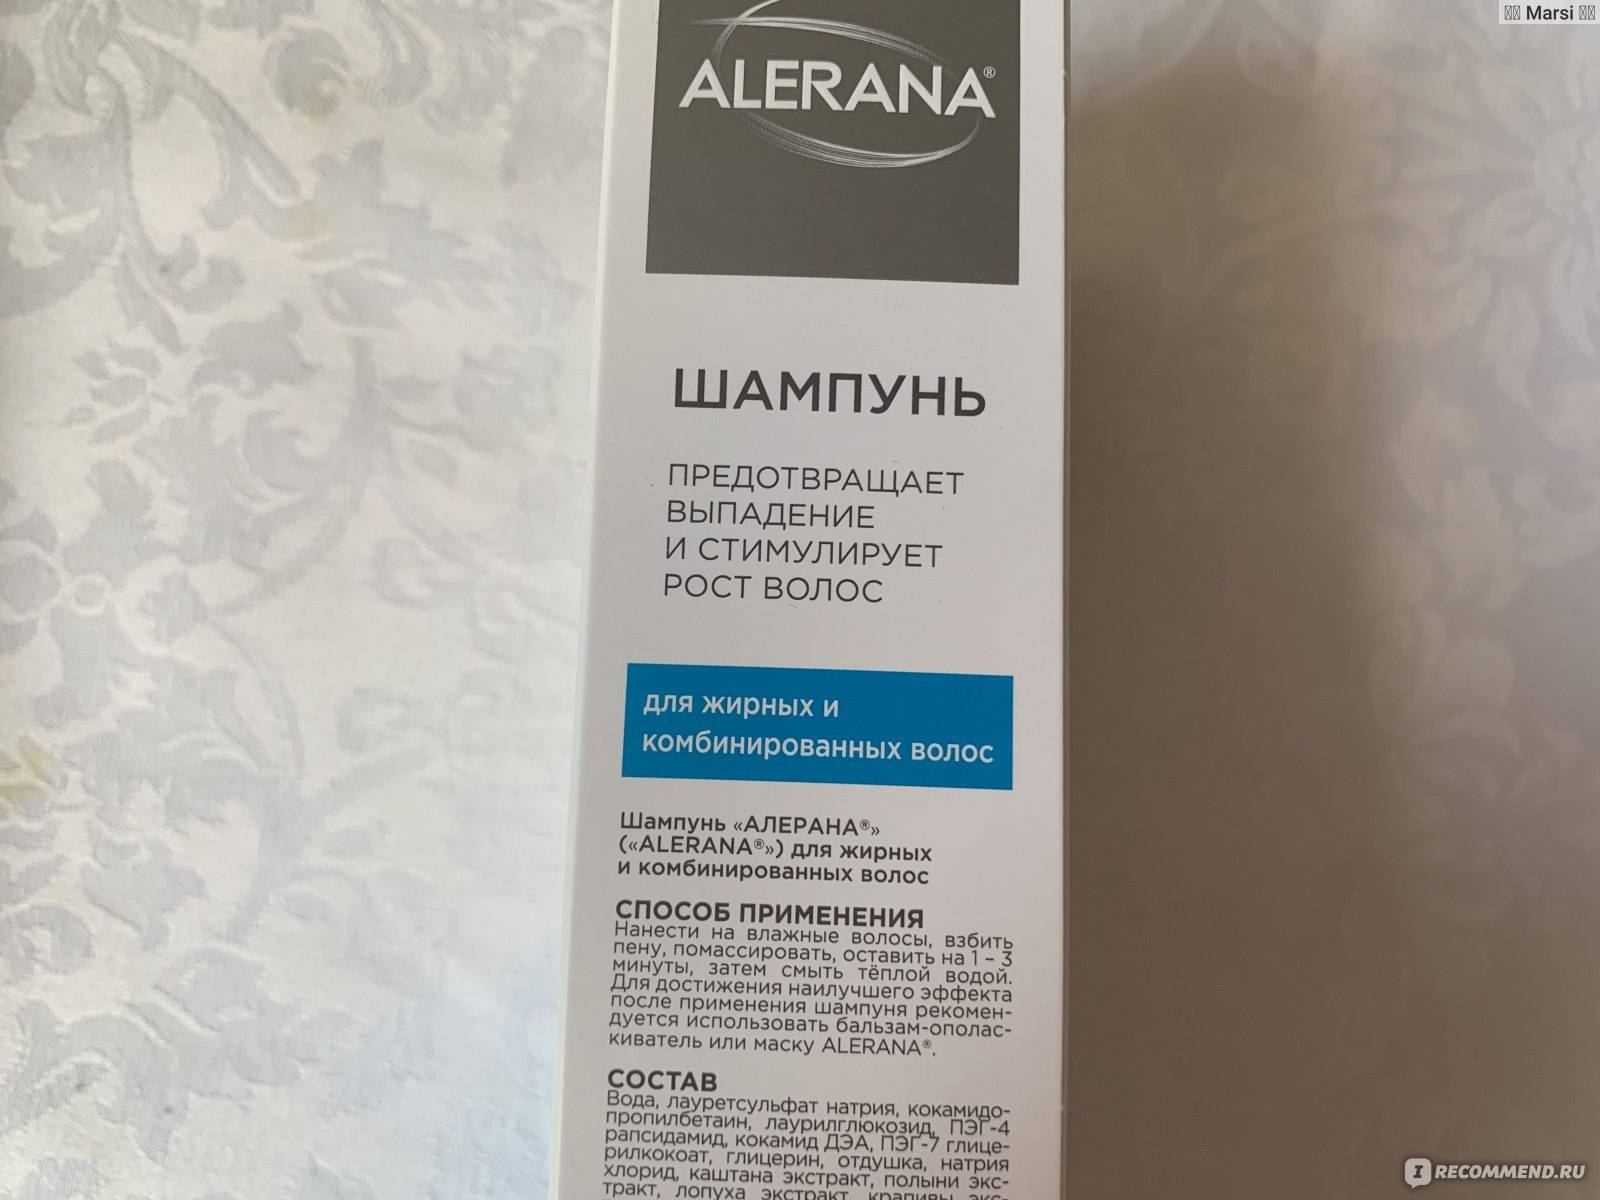 Marsi
ALERANA®
ШАМПУНЬ
ПРЕДОТВРАЩАЕТ
ВЫПАДЕНИЕ
И СТИМУЛИРУЕТ
РОСТ ВОЛОС
для жирных и
комбинированных волос
Шампунь «АЛЕРАНА®»
(«ALERANA®») для жирных
и комбинированных волос
СПОСОБ ПРИМЕНЕНИЯ
Нанести на влажные волосы, взбить
пену, помассировать, оставить на 1 – 3
минуты, затем смыть тёплой водой.
Для достижения наилучшего эффекта
после применения шампуня рекомен-
дуется использовать бальзам-ополас-
киватель или маску ALERANA®.
СОСТАВ
Вода, лауретсульфат натрия, кокамидо-
пропилбетаин, лаурилглюкозид, ПЭГ-4
рапсидамид, кокамид ДЭА, ПЭГ-7 глице-
рилкокоат, глицерин, отдушка, натрия
хлорид, каштана экстракт, полыни экс-
тракт, лопуха экстракт, крапивы экс-
IRECOMMEND.RU